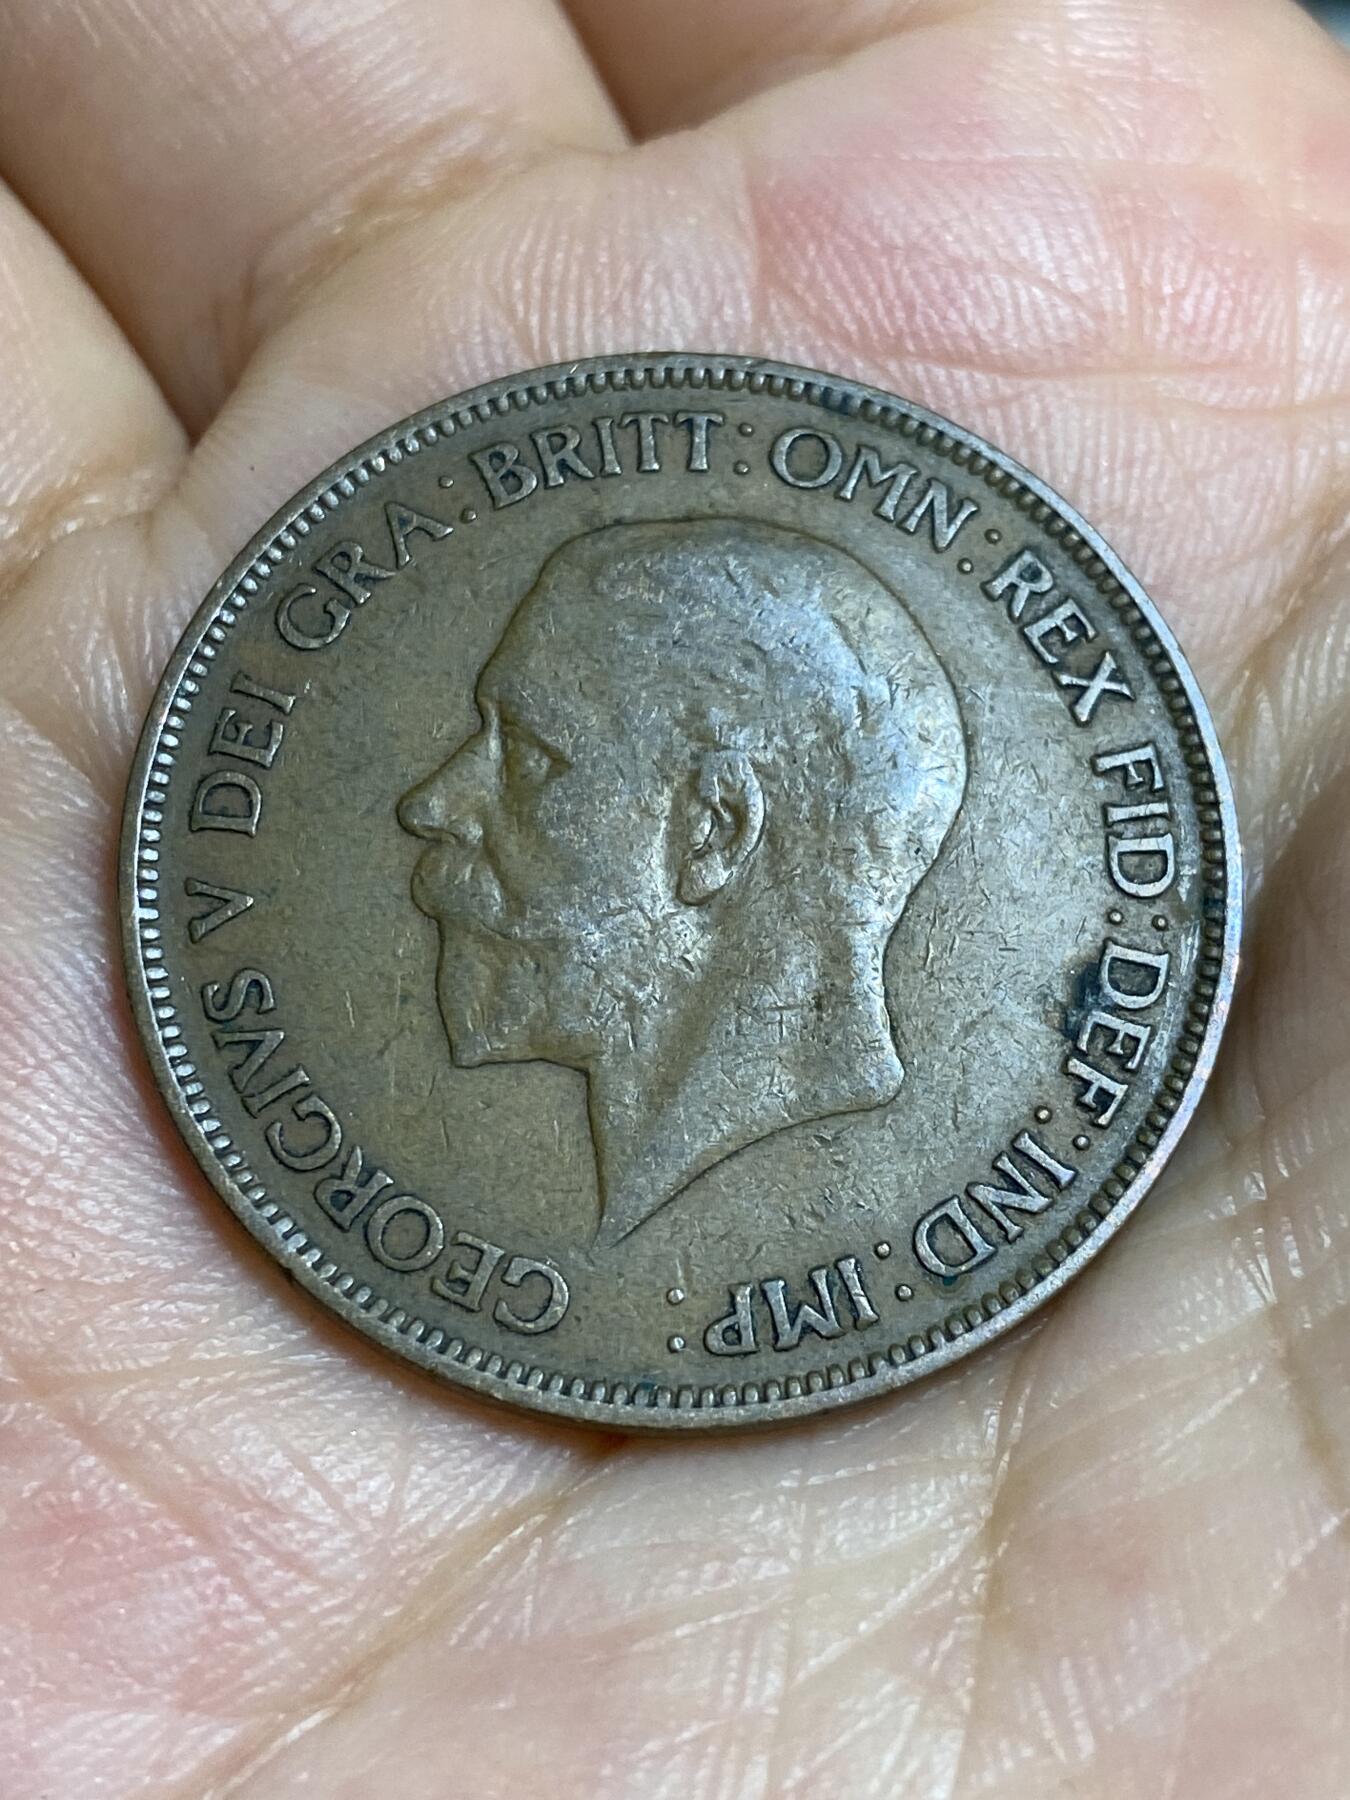 GEORGIVS V DEI GRA: BRITT: OMN: REX FID: DEF: IND: IMP: